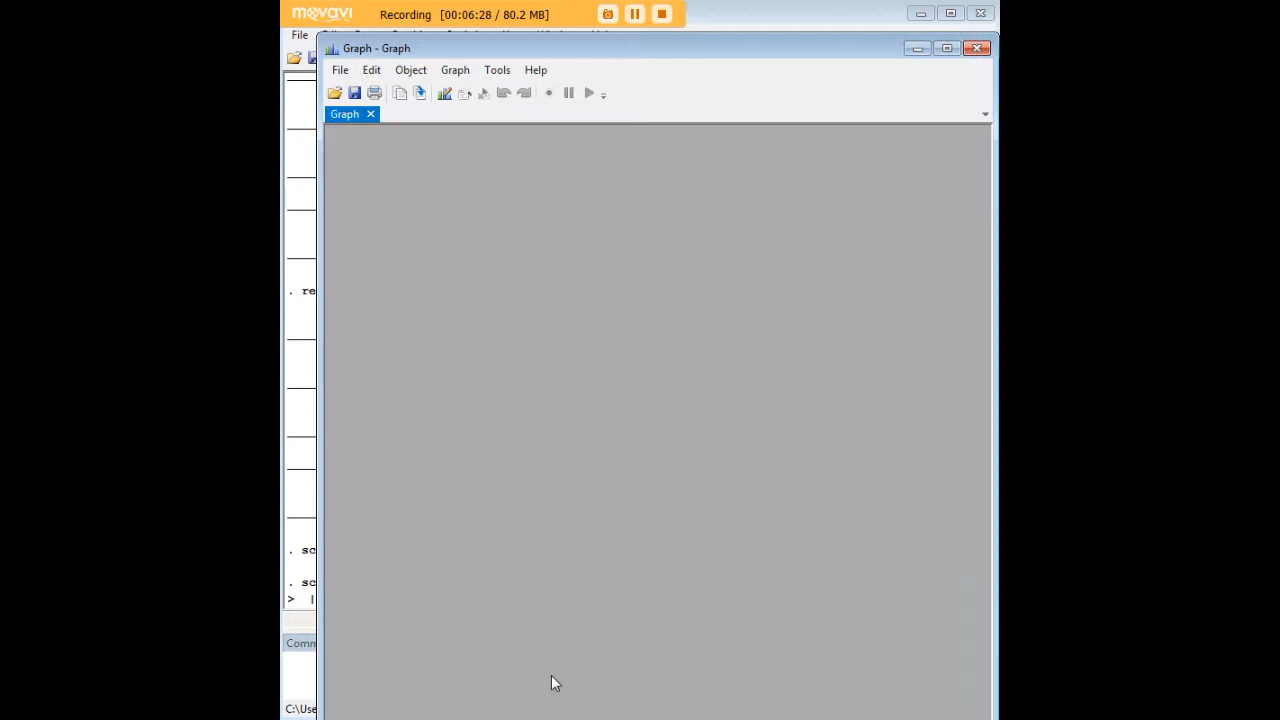 movavi
Recording [00:06:28 / 80.2 MB]
File
Graph - Graph
File Edit Object Graph Tools Help
Graph
. re
. sc
. sc
>
Comm
C:\Use